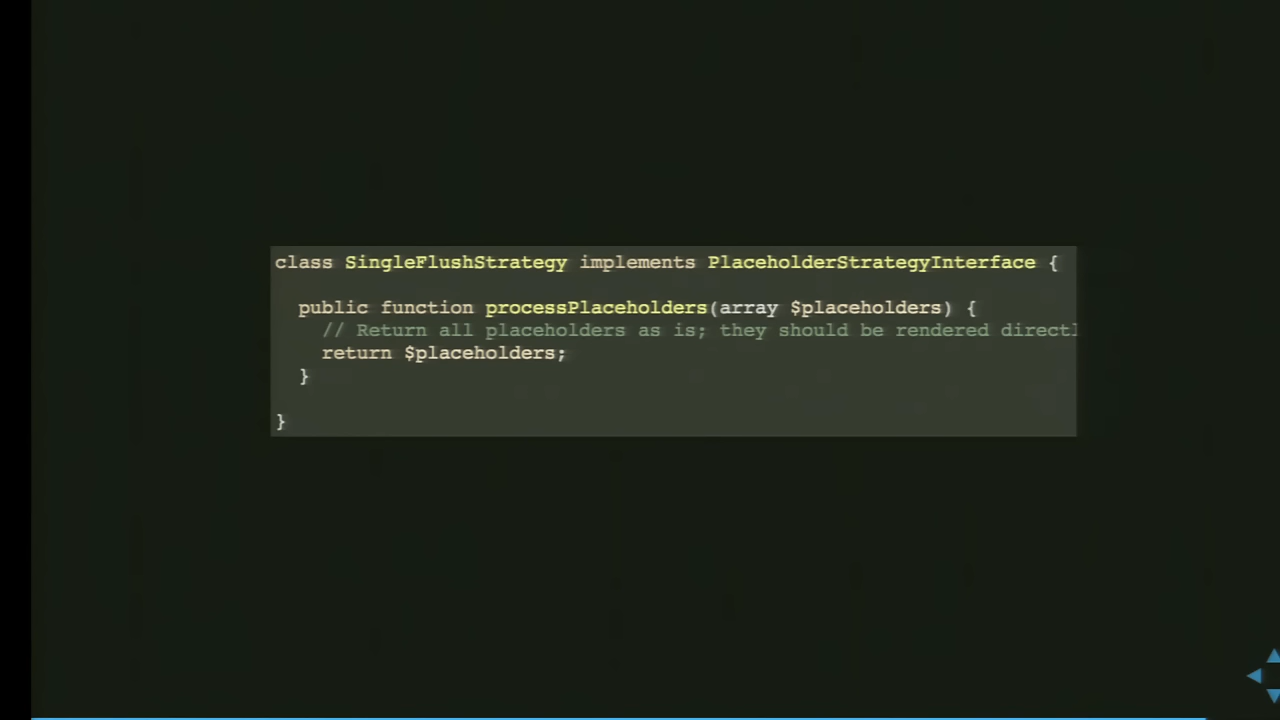 class SingleFlushStrategy implements PlaceholderStrategyInterface {
public function processPlaceholders(array $placeholders) {
// Return all placeholders as is; they should be rendered directl
return $placeholders;
}
}